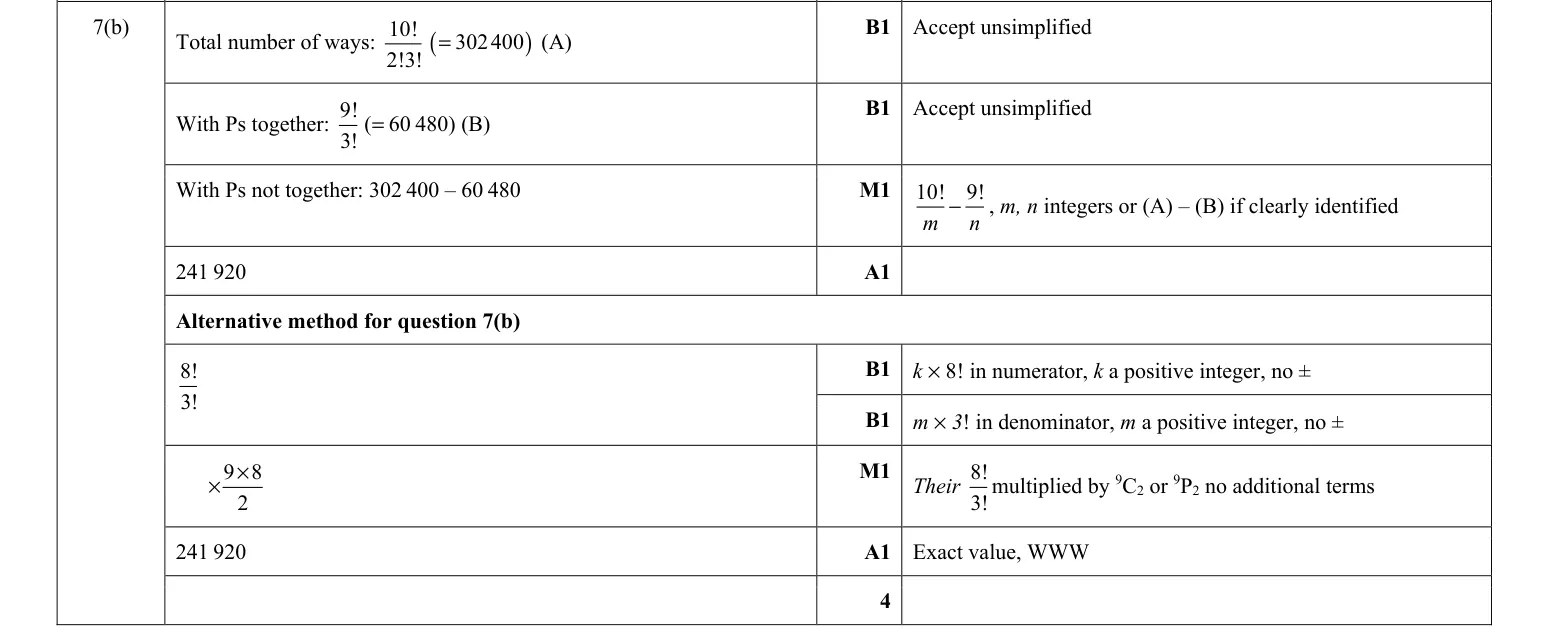 7(b)
Total number of ways: 10!/2!3! (= 302 400) (A) B1 Accept unsimplified
With Ps together: 9!/3! (= 60 480) (B) B1 Accept unsimplified
With Ps not together: 302 400 – 60 480 M1 10!/m – 9!/n , m, n integers or (A) – (B) if clearly identified
241 920 A1
Alternative method for question 7(b)
8!/3! B1 k × 8! in numerator, k a positive integer, no ±
B1 m × 3! in denominator, m a positive integer, no ±
× 9×8/2 M1 Their 8!/3! multiplied by ⁹C₂ or ⁹P₂ no additional terms
241 920 A1 Exact value, WWW
4